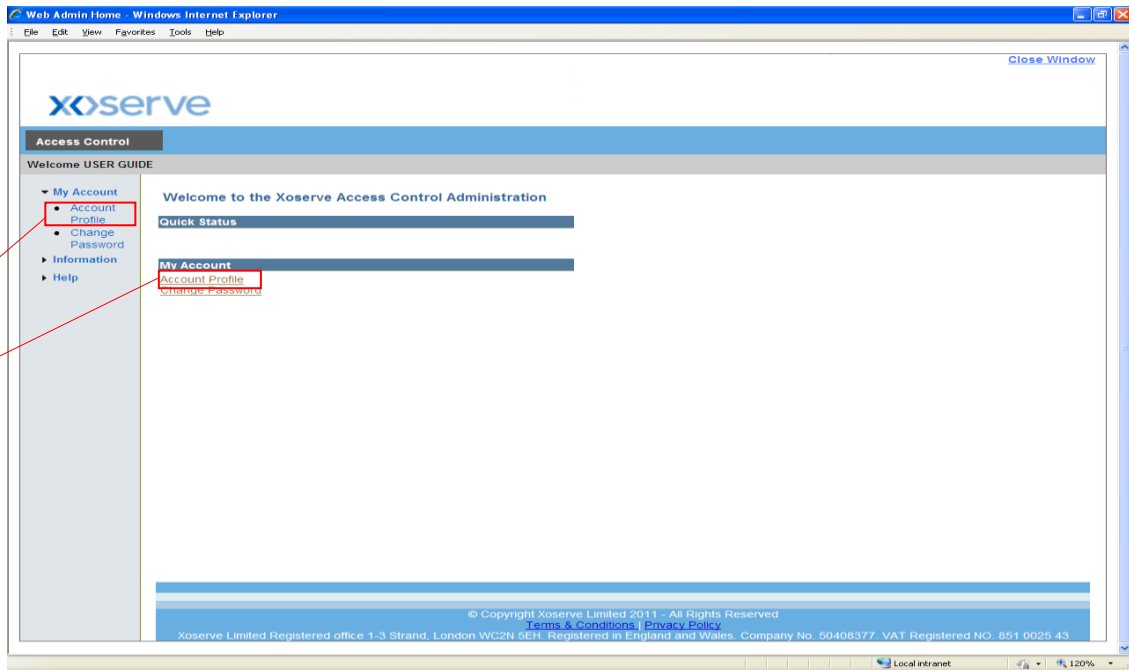 Web Admin Home - Windows Internet Explorer
File Edit View Favorites Tools Help
Close Window
xoserve
Access Control
Welcome USER GUIDE
My Account
Account
Profile
Change
Password
Information
Help
Welcome to the Xoserve Access Control Administration
Quick Status
My Account
Account Profile
Change Password
© Copyright Xoserve Limited 2011 - All Rights Reserved
Terms & Conditions | Privacy Policy
Xoserve Limited Registered office 1-3 Strand, London WC2N 5EH. Registered in England and Wales. Company No. 50408377. VAT Registered NO. 851 0025 43
Local intranet
120%